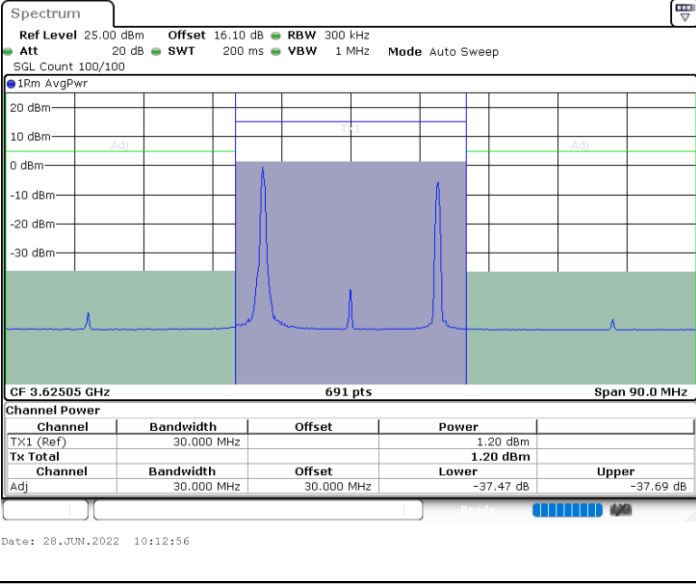 Spectrum
Ref Level 25.00 dBm Offset 16.10 dB RBW 300 kHz
Att 20 dB SWT 200 ms VBW 1 MHz Mode Auto Sweep
SGL Count 100/100
1Rm AvgPwr
20 dBm
TX1
10 dBm
Adj Adj
0 dBm
-10 dBm
-20 dBm
-30 dBm
CF 3.62505 GHz 691 pts Span 90.0 MHz
Channel Power
Channel Bandwidth Offset Power
TX1 (Ref) 30.000 MHz 1.20 dBm
Tx Total 1.20 dBm
Channel Bandwidth Offset Lower Upper
Adj 30.000 MHz 30.000 MHz -37.47 dB -37.69 dB
Ready
Date: 28.JUN.2022 10:12:56